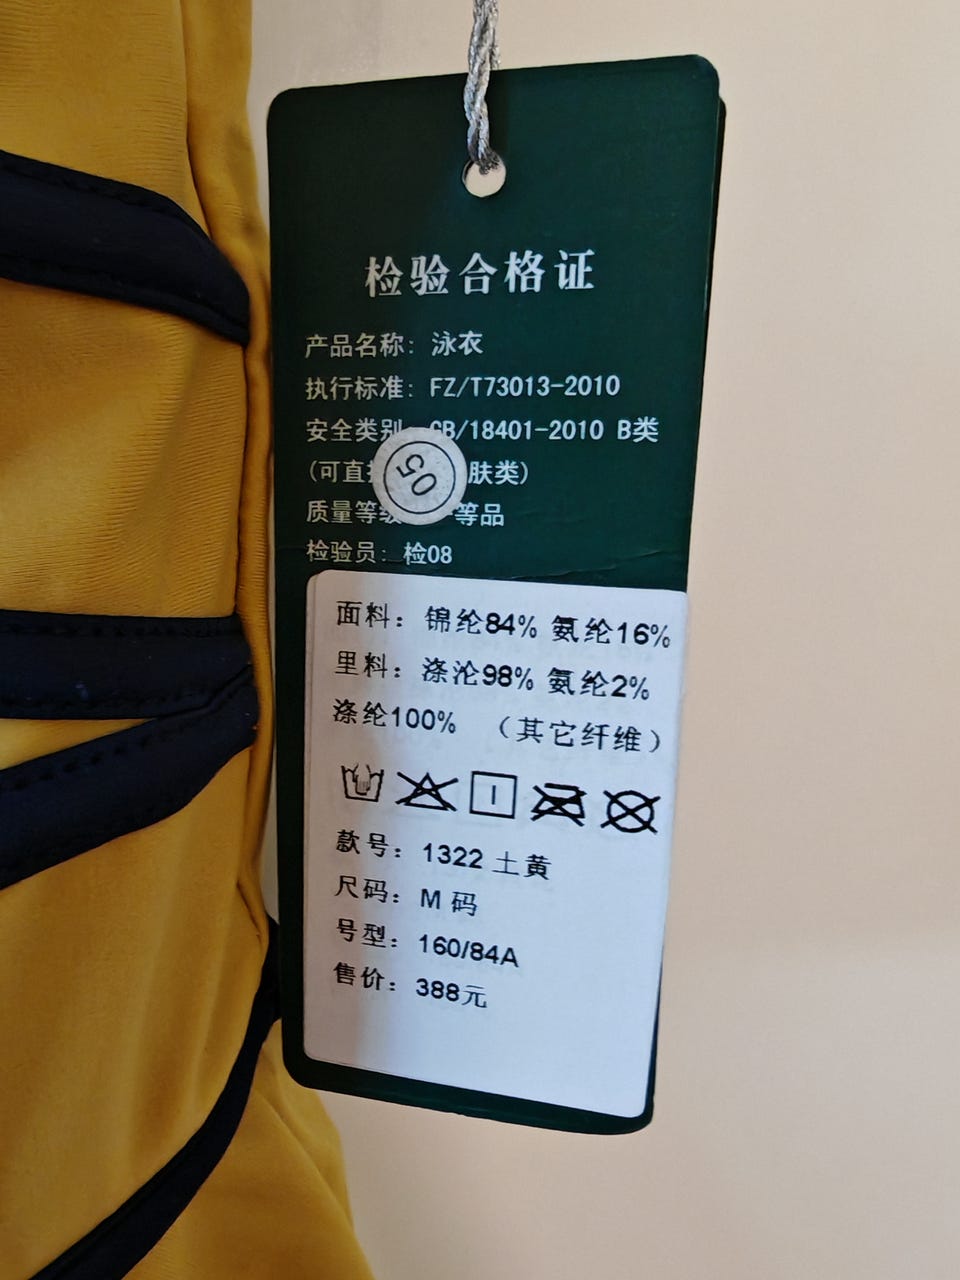 检验合格证
产品名称: 泳衣
执行标准: FZ/T73013-2010
安全类别 GB/18401-2010 B类
(可直 肤类)
05
质量等级 等品
检验员: 检08
面料：锦纶84% 氨纶16%
里料：涤沦98% 氨纶2%
涤纶100% （其它纤维）
款号：1322 土黄
尺码：M 码
号型：160/84A
售价：388元